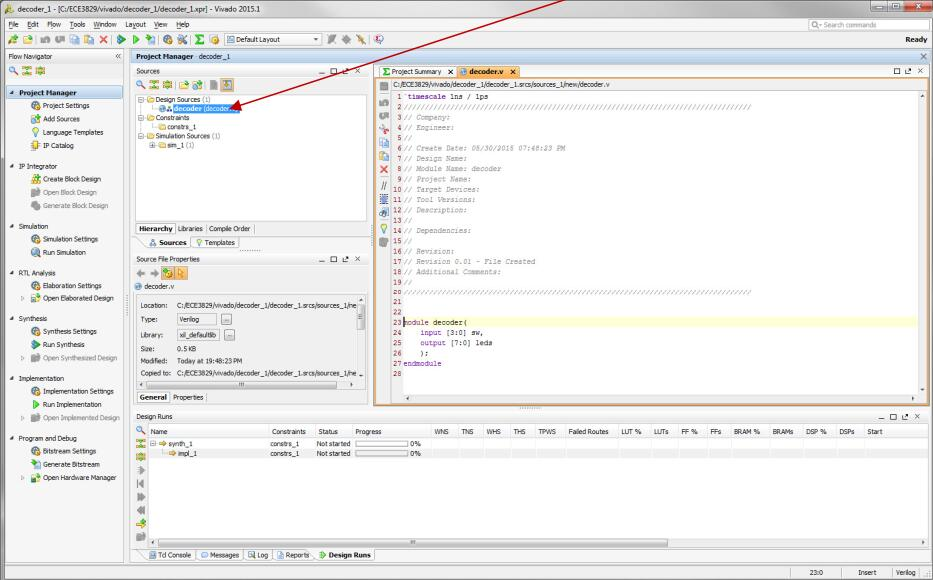 decoder_1 - [C:/ECE3829/vivado/decoder_1/decoder_1.xpr] - Vivado 2015.1
File Edit Flow Tools Window Layout View Help
Search commands
Default Layout
Ready
Flow Navigator
Project Manager
Project Settings
Add Sources
Language Templates
IP Catalog
IP Integrator
Create Block Design
Open Block Design
Generate Block Design
Simulation
Simulation Settings
Run Simulation
RTL Analysis
Elaboration Settings
Open Elaborated Design
Synthesis
Synthesis Settings
Run Synthesis
Open Synthesized Design
Implementation
Implementation Settings
Run Implementation
Open Implemented Design
Program and Debug
Bitstream Settings
Generate Bitstream
Open Hardware Manager
Project Manager - decoder_1
Sources
Design Sources (1)
decoder (decoder
Constraints
constrs_1
Simulation Sources (1)
sim_1 (1)
Hierarchy Libraries Compile Order
Sources Templates
Source File Properties
decoder.v
Location: C:/ECE3829/vivado/decoder_1/decoder_1.srcs/sources_1/ne
Type: Verilog
Library: xil_defaultlib
Size: 0.5 KB
Modified: Today at 19:48:23 PM
Copied to: C:/ECE3829/vivado/decoder_1/decoder_1.srcs/sources_1/ne
General Properties
Project Summary decoder.v
C:/ECE3829/vivado/decoder_1/decoder_1.srcs/sources_1/new/decoder.v
1 `timescale 1ns / 1ps
2 //////////////////////////////////////////////////////////////////////////////////
3 // Company:
4 // Engineer:
5 //
6 // Create Date: 05/30/2015 07:48:23 PM
7 // Design Name:
8 // Module Name: decoder
9 // Project Name:
10 // Target Devices:
11 // Tool Versions:
12 // Description:
13 //
14 // Dependencies:
15 //
16 // Revision:
17 // Revision 0.01 - File Created
18 // Additional Comments:
19 //
20 //////////////////////////////////////////////////////////////////////////////////
21
22
23 module decoder(
24 input [3:0] sw,
25 output [7:0] leds
26 );
27 endmodule
28
Design Runs
Name Constraints Status Progress WNS TNS WHS THS TPWS Failed Routes LUT % LUTs FF % FFs BRAM % BRAMs DSP % DSPs Start
synth_1 constrs_1 Not started 0%
impl_1 constrs_1 Not started 0%
Tcl Console Messages Log Reports Design Runs
23:0 Insert Verilog